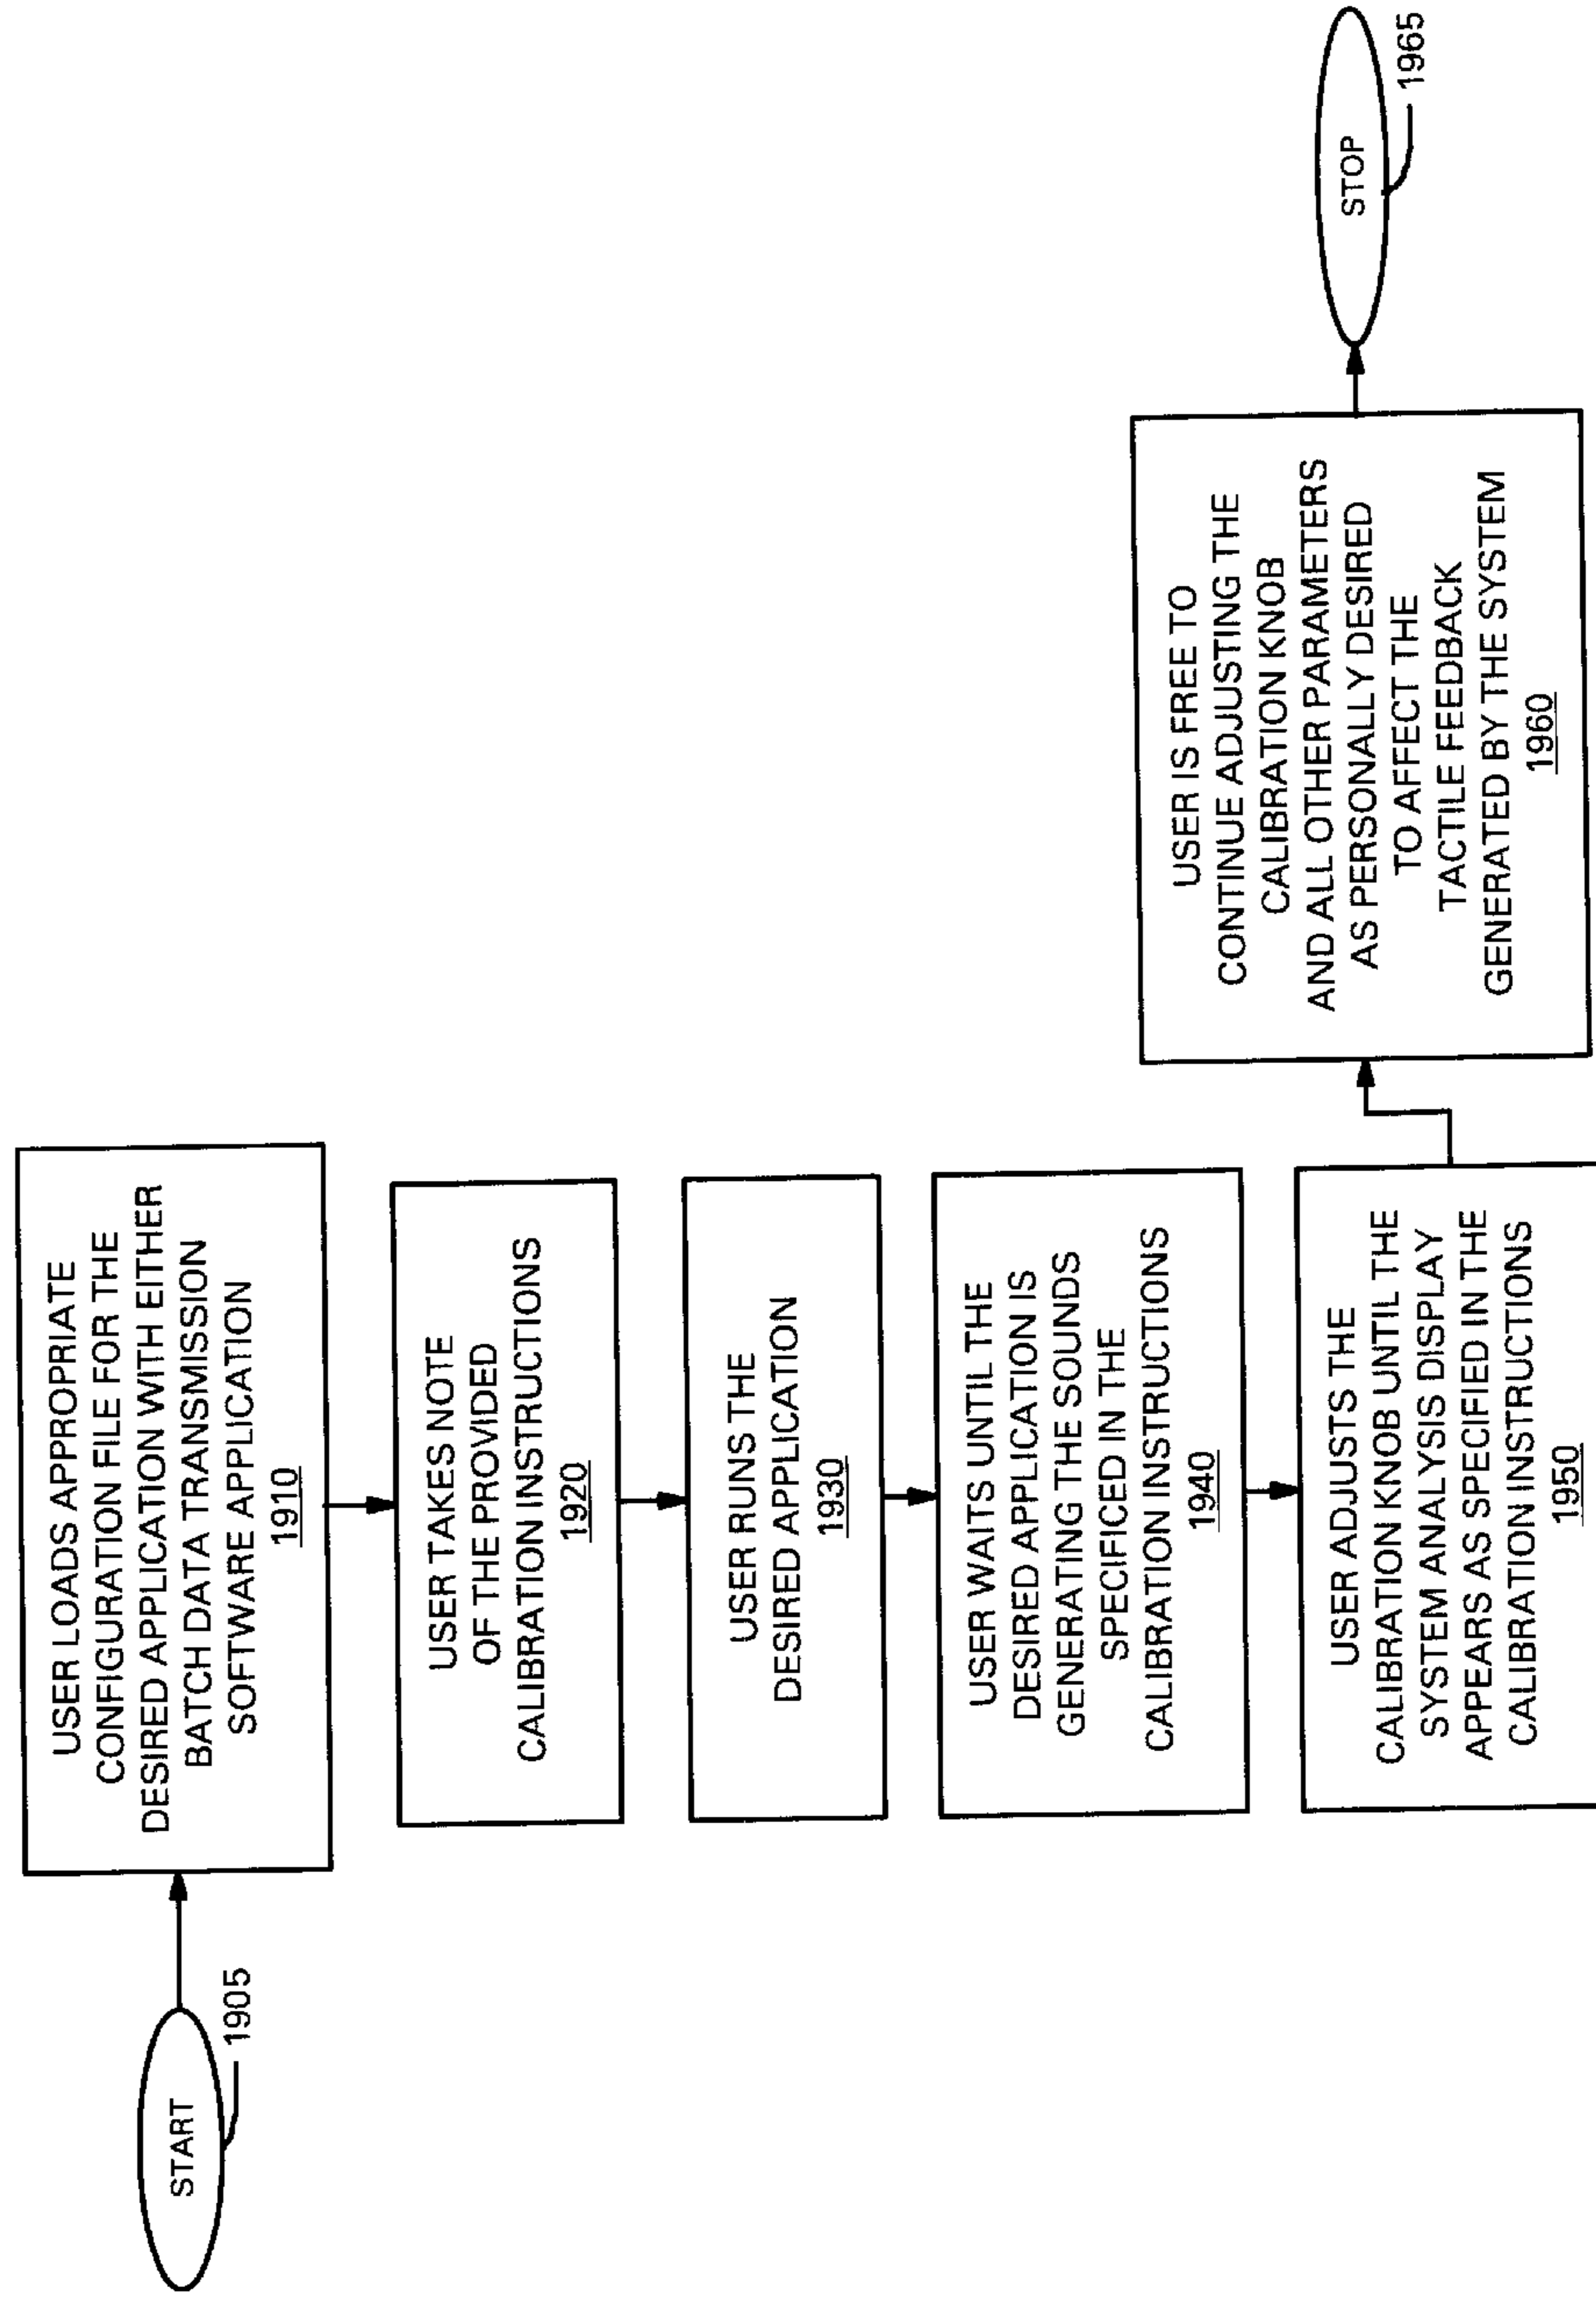 START
1905
USER LOADS APPROPRIATE
CONFIGURATION FILE FOR THE
DESIRED APPLICATION WITH EITHER
BATCH DATA TRANSMISSION
SOFTWARE APPLICATION
1910
USER TAKES NOTE
OF THE PROVIDED
CALIBRATION INSTRUCTIONS
1920
USER RUNS THE
DESIRED APPLICATION
1930
USER WAITS UNTIL THE
DESIRED APPLICATION IS
GENERATING THE SOUNDS
SPECIFICED IN THE
CALIBRATION INSTRUCTIONS
1940
USER ADJUSTS THE
CALIBRATION KNOB UNTIL THE
SYSTEM ANALYSIS DISPLAY
APPEARS AS SPECIFIED IN THE
CALIBRATION INSTRUCTIONS
1950
USER IS FREE TO
CONTINUE ADJUSTING THE
CALIBRATION KNOB
AND ALL OTHER PARAMETERS
AS PERSONALLY DESIRED
TO AFFECT THE
TACTILE FEEDBACK
GENERATED BY THE SYSTEM
1960
STOP
1965